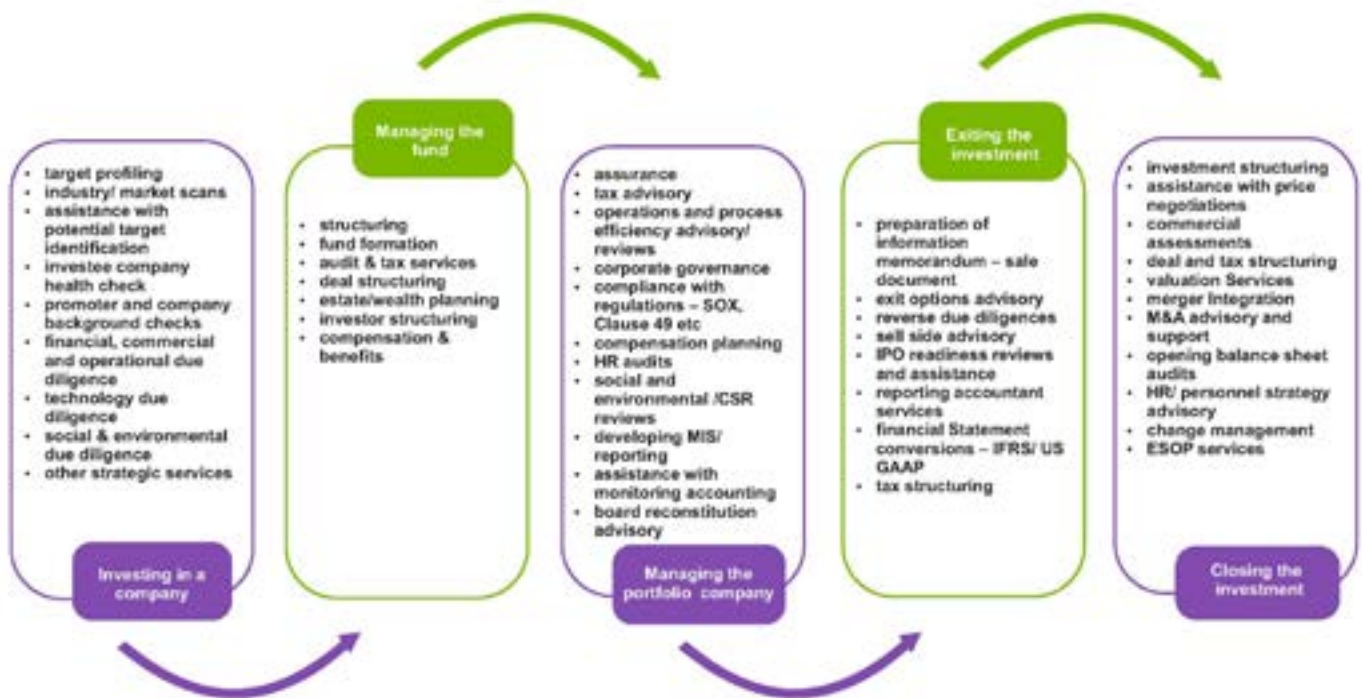 • target profiling
• industry/ market scans
• assistance with
potential target
identification
• investee company
health check
• promoter and company
background checks
• financial, commercial
and operational due
diligence
• technology due
diligence
• social & environmental
due diligence
• other strategic services
Investing in a
company
Managing the
fund
• structuring
• fund formation
• audit & tax services
• deal structuring
• estate/wealth planning
• investor structuring
• compensation &
benefits
• assurance
• tax advisory
• operations and process
efficiency advisory/
reviews
• corporate governance
• compliance with
regulations – SOX,
Clause 49 etc
• compensation planning
• HR audits
• social and
environmental /CSR
reviews
• developing MIS/
reporting
• assistance with
monitoring accounting
• board reconstitution
advisory
Managing the
portfolio company
Exiting the
investment
• preparation of
information
memorandum – sale
document
• exit options advisory
• reverse due diligences
• sell side advisory
• IPO readiness reviews
and assistance
• reporting accountant
services
• financial Statement
conversions – IFRS/ US
GAAP
• tax structuring
• investment structuring
• assistance with price
negotiations
• commercial
assessments
• deal and tax structuring
• valuation Services
• merger Integration
• M&A advisory and
support
• opening balance sheet
audits
• HR/ personnel strategy
advisory
• change management
• ESOP services
Closing the
investment